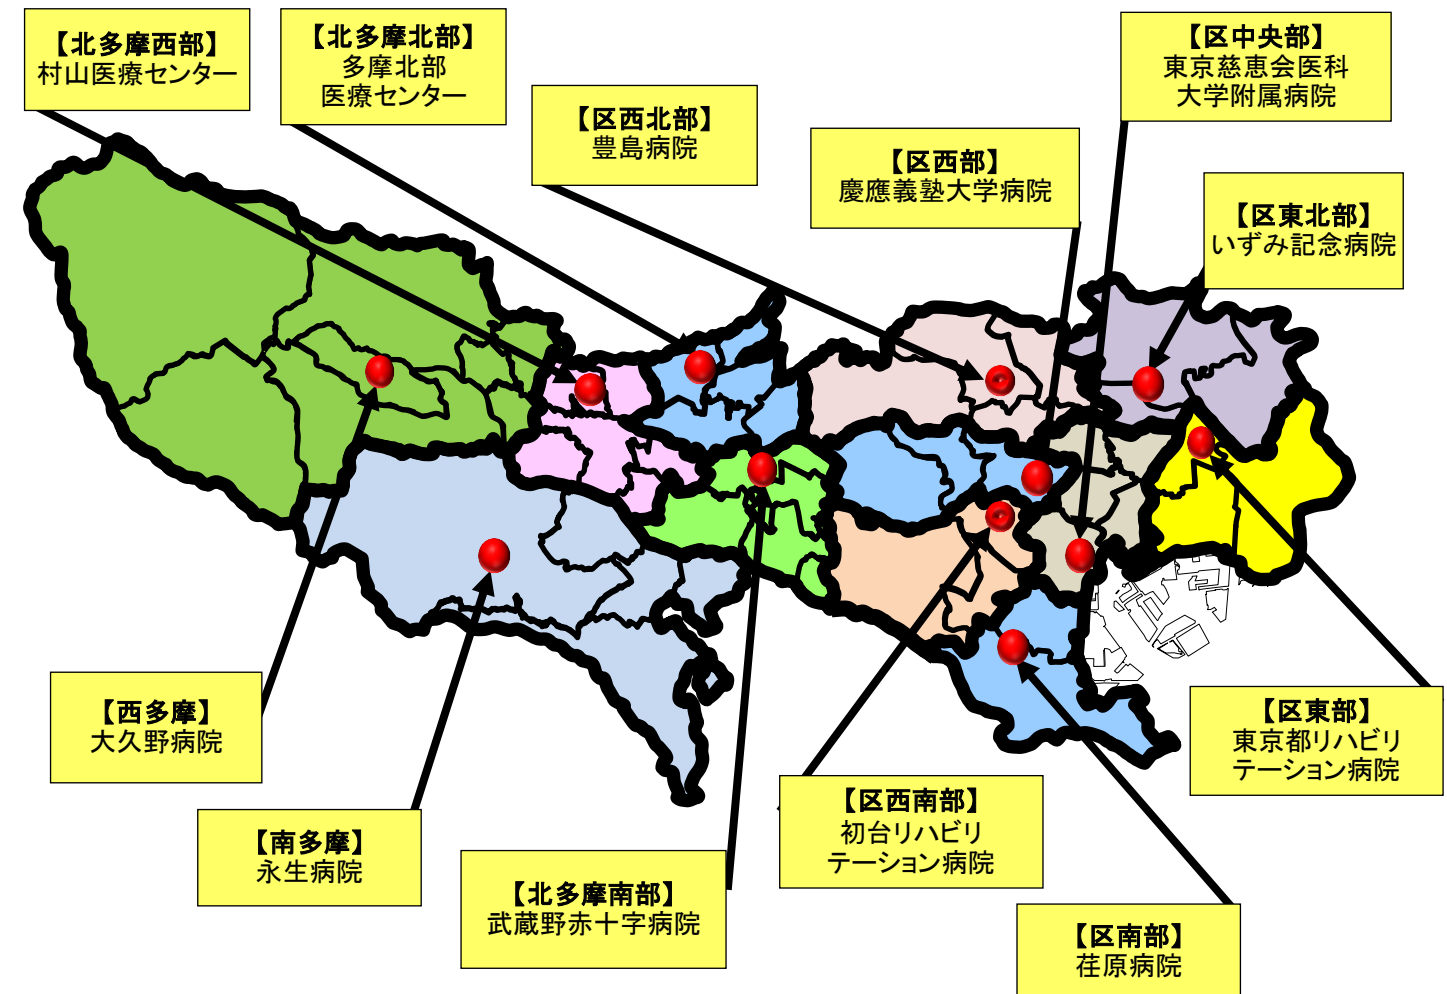 【北多摩西部】
村山医療センター
【北多摩北部】
多摩北部
医療センター
【区西北部】
豊島病院
【区西部】
慶應義塾大学病院
【区中央部】
東京慈恵会医科
大学附属病院
【区東北部】
いずみ記念病院
【西多摩】
大久野病院
【南多摩】
永生病院
【北多摩南部】
武蔵野赤十字病院
【区西南部】
初台リハビリ
テーション病院
【区東部】
東京都リハビリ
テーション病院
【区南部】
荏原病院